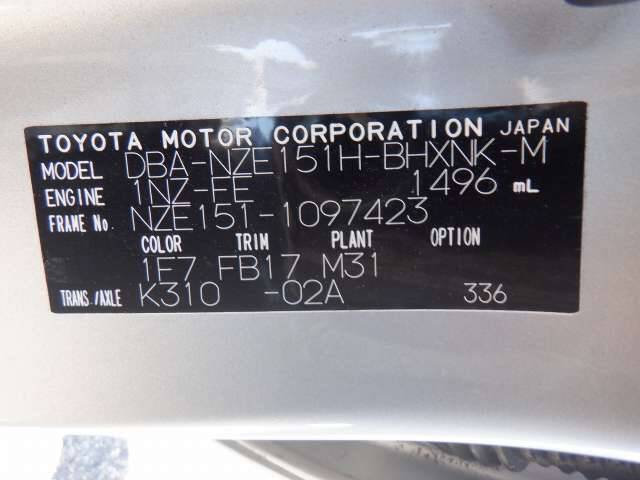 TOYOTA MOTOR CORPORATION JAPAN
MODEL DBA-NZE151H-BHXNK-M
ENGINE 1NZ-FE 1496 mL
FRAME No. NZE151-1097423
COLOR TRIM PLANT OPTION
1F7 FB17 M31
TRANS./AXLE K310 -02A 336